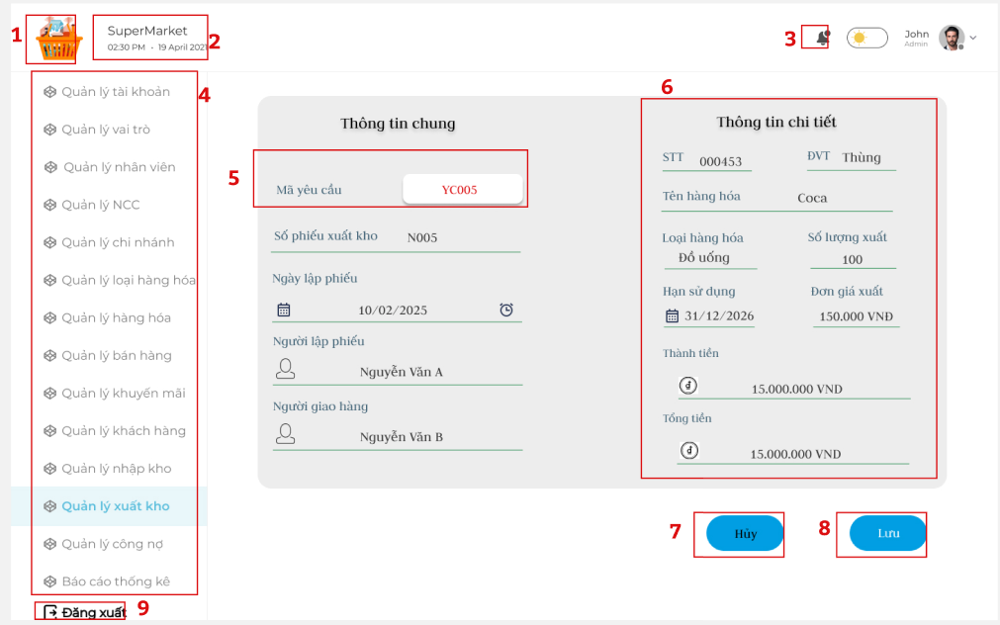 1
SuperMarket
02:30 PM · 19 April 2021
2
3
John
Admin
4
Quản lý tài khoản
Quản lý vai trò
Quản lý nhân viên
Quản lý NCC
Quản lý chi nhánh
Quản lý loại hàng hóa
Quản lý hàng hóa
Quản lý bán hàng
Quản lý khuyến mãi
Quản lý khách hàng
Quản lý nhập kho
Quản lý xuất kho
Quản lý công nợ
Báo cáo thống kê
Đăng xuất
9
Thông tin chung
5
Mã yêu cầu
YC005
Số phiếu xuất kho
N005
Ngày lập phiếu
10/02/2025
Người lập phiếu
Nguyễn Văn A
Người giao hàng
Nguyễn Văn B
6
Thông tin chi tiết
STT 000453
ĐVT Thùng
Tên hàng hóa
Coca
Loại hàng hóa
Đồ uống
Số lượng xuất
100
Hạn sử dụng
31/12/2026
Đơn giá xuất
150.000 VNĐ
Thành tiền
đ
15.000.000 VND
Tổng tiền
đ
15.000.000 VND
7
Hủy
8
Lưu